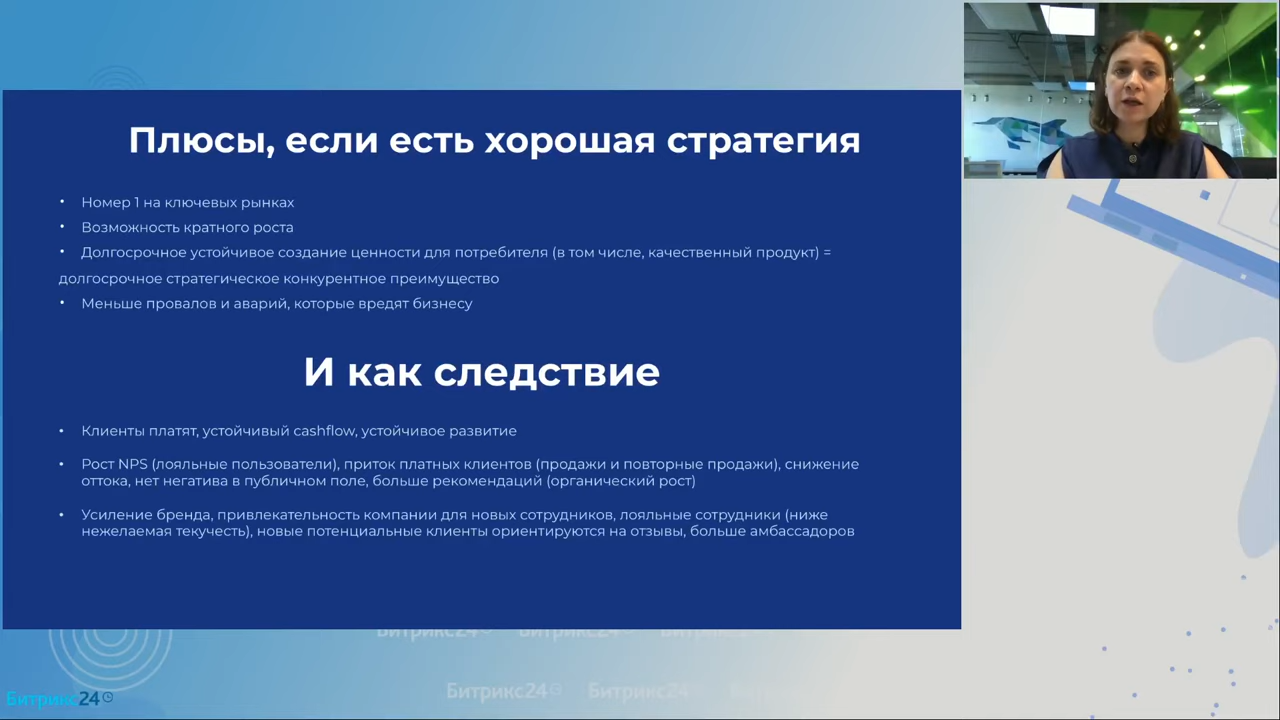 Плюсы, если есть хорошая стратегия
• Номер 1 на ключевых рынках
• Возможность кратного роста
• Долгосрочное устойчивое создание ценности для потребителя (в том числе, качественный продукт) =
долгосрочное стратегическое конкурентное преимущество
• Меньше провалов и аварий, которые вредят бизнесу
И как следствие
• Клиенты платят, устойчивый cashflow, устойчивое развитие
• Рост NPS (лояльные пользователи), приток платных клиентов (продажи и повторные продажи), снижение
оттока, нет негатива в публичном поле, больше рекомендаций (органический рост)
• Усиление бренда, привлекательность компании для новых сотрудников, лояльные сотрудники (ниже
нежелаемая текучесть), новые потенциальные клиенты ориентируются на отзывы, больше амбассадоров
Битрикс24 Битрикс24
Битрикс24 Битрикс24
Битрикс24